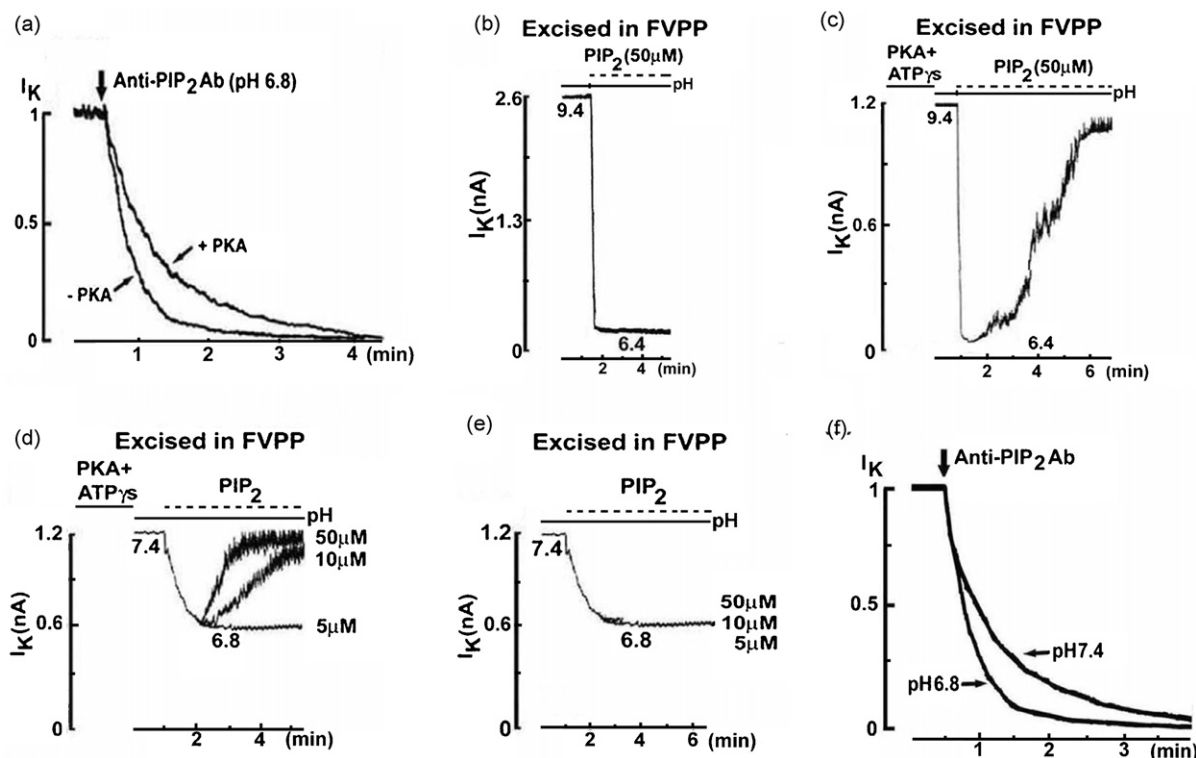 (a)
Anti-PIP2 Ab (pH 6.8)
IK
1
0.5
0
+ PKA
- PKA
1 2 3 4 (min)
(b)
Excised in FVPP
PIP2 (50μM)
pH
2.6
9.4
1.3
IK(nA)
0
6.4
2 4 (min)
(c)
Excised in FVPP
PKA+
ATPγs
PIP2 (50μM)
pH
1.2
9.4
0.6
IK(nA)
0
6.4
2 4 6 (min)
(d)
Excised in FVPP
PKA+
ATPγs
PIP2
pH
1.2
7.4
50μM
10μM
0.6
5μM
6.8
IK(nA)
0
2 4 (min)
(e)
Excised in FVPP
PIP2
pH
1.2
7.4
0.6
50μM
10μM
5μM
6.8
IK(nA)
0
2 4 6 (min)
(f).
IK
Anti-PIP2 Ab
1
0.5
0
pH7.4
pH6.8
1 2 3 (min)